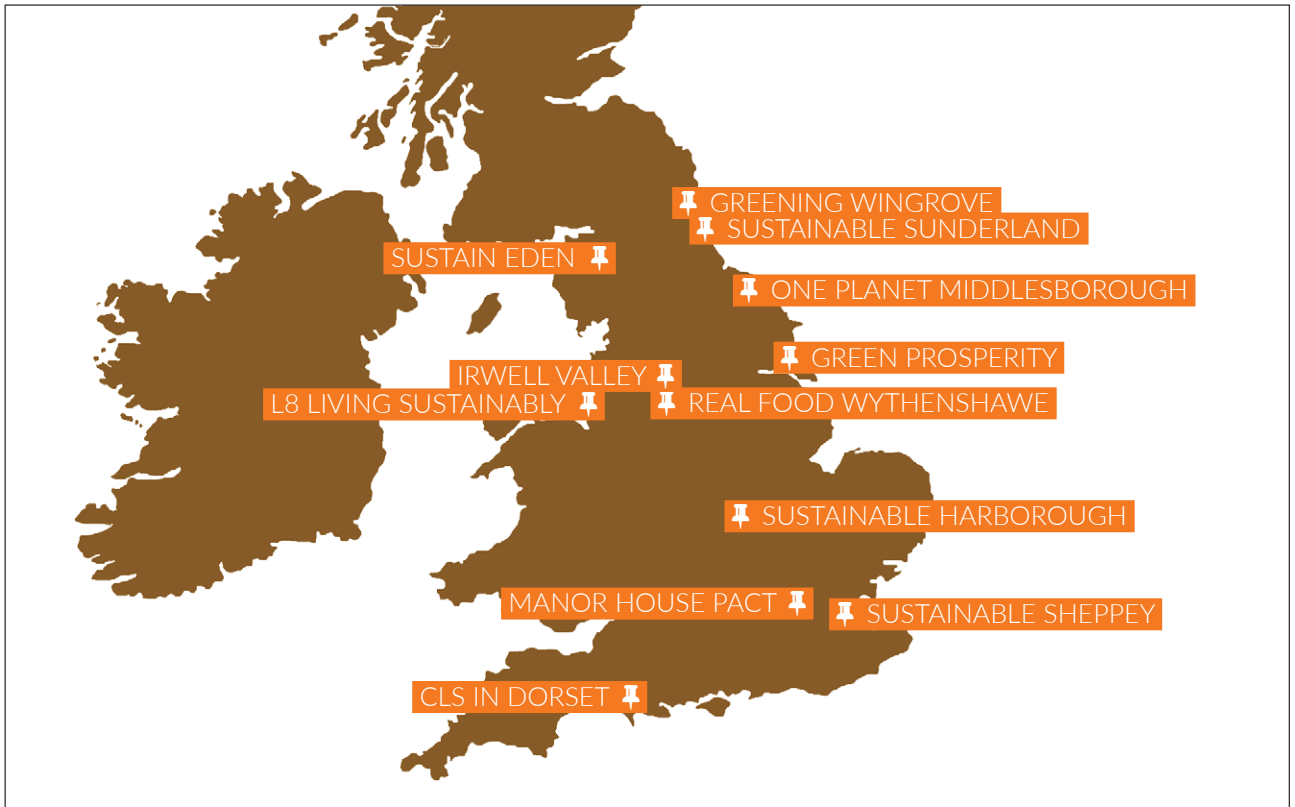 GREENING WINGROVE
SUSTAINABLE SUNDERLAND
SUSTAIN EDEN
ONE PLANET MIDDLESBOROUGH
GREEN PROSPERITY
IRWELL VALLEY
L8 LIVING SUSTAINABLY
REAL FOOD WYTHENSHAWE
SUSTAINABLE HARBOROUGH
MANOR HOUSE PACT
SUSTAINABLE SHEPPEY
CLS IN DORSET